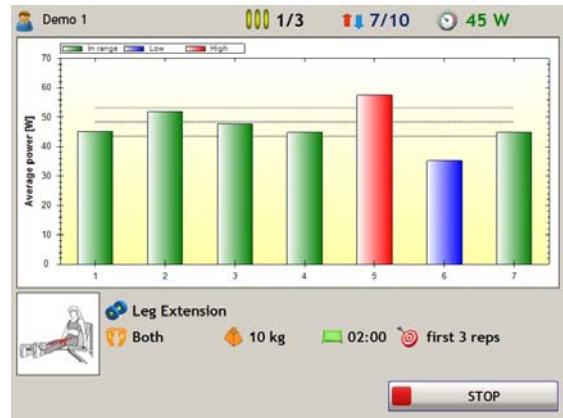 Demo 1 1/3 7/10 45 W
In range Low High
70
60
50
40
30
20
10
0
Average power [W]
1 2 3 4 5 6 7
Leg Extension
Both 10 kg 02:00 first 3 reps
STOP